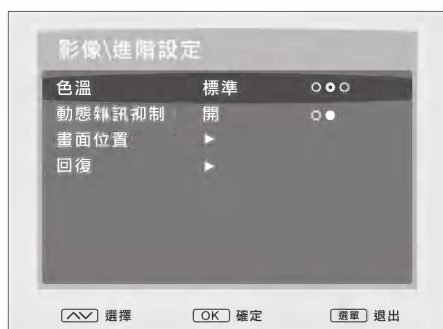 影像\進階設定
色溫 標準
動態雜訊抑制 開
畫面位置
回復
選擇 OK 確定 選單 退出